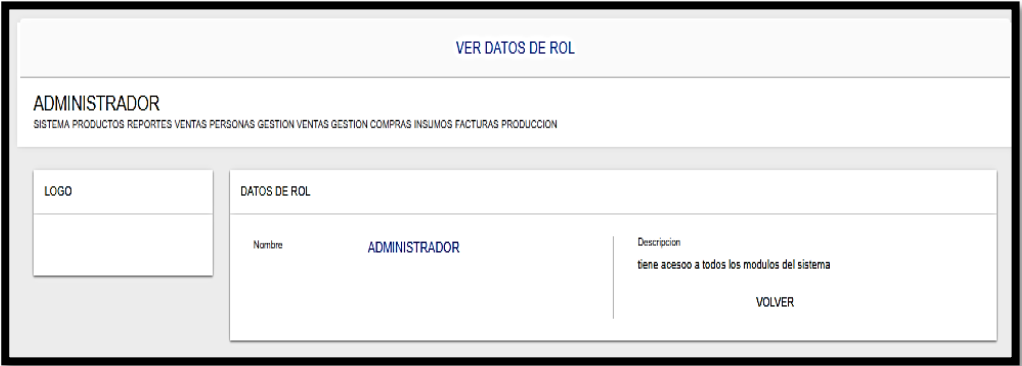 VER DATOS DE ROL
ADMINISTRADOR
SISTEMA PRODUCTOS REPORTES VENTAS PERSONAS GESTION VENTAS GESTION COMPRAS INSUMOS FACTURAS PRODUCCION
LOGO
DATOS DE ROL
Nombre
ADMINISTRADOR
Descripcion
tiene acesoo a todos los modulos del sistema
VOLVER